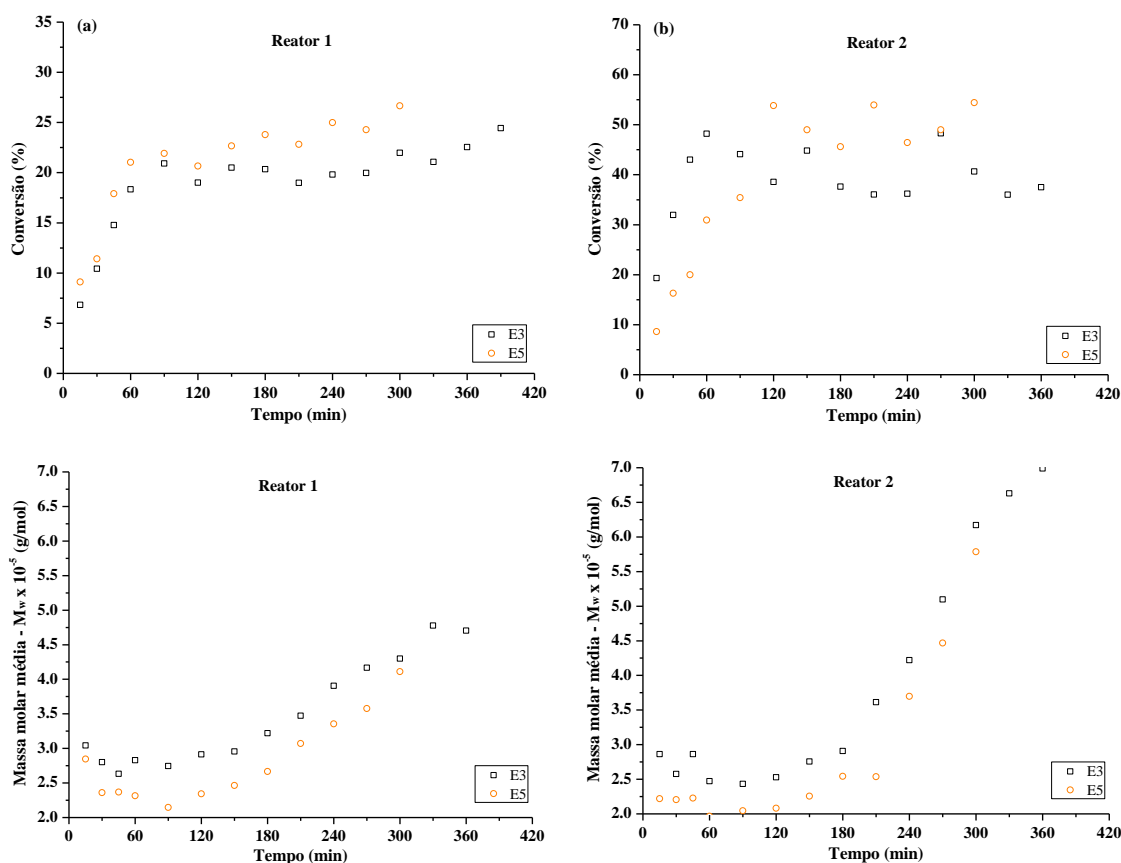 (a)
Reator 1
35
30
25
20
15
10
5
0
Conversão (%)
E3
E5
0 60 120 180 240 300 360 420
Tempo (min)
(b)
Reator 2
70
60
50
40
30
20
10
0
Conversão (%)
E3
E5
0 60 120 180 240 300 360 420
Tempo (min)
Reator 1
7.0
6.5
6.0
5.5
5.0
4.5
4.0
3.5
3.0
2.5
2.0
Massa molar média - Mw x 10⁻⁵ (g/mol)
E3
E5
0 60 120 180 240 300 360 420
Tempo (min)
Reator 2
7.0
6.5
6.0
5.5
5.0
4.5
4.0
3.5
3.0
2.5
2.0
Massa molar média - Mw x 10⁻⁵ (g/mol)
E3
E5
0 60 120 180 240 300 360 420
Tempo (min)